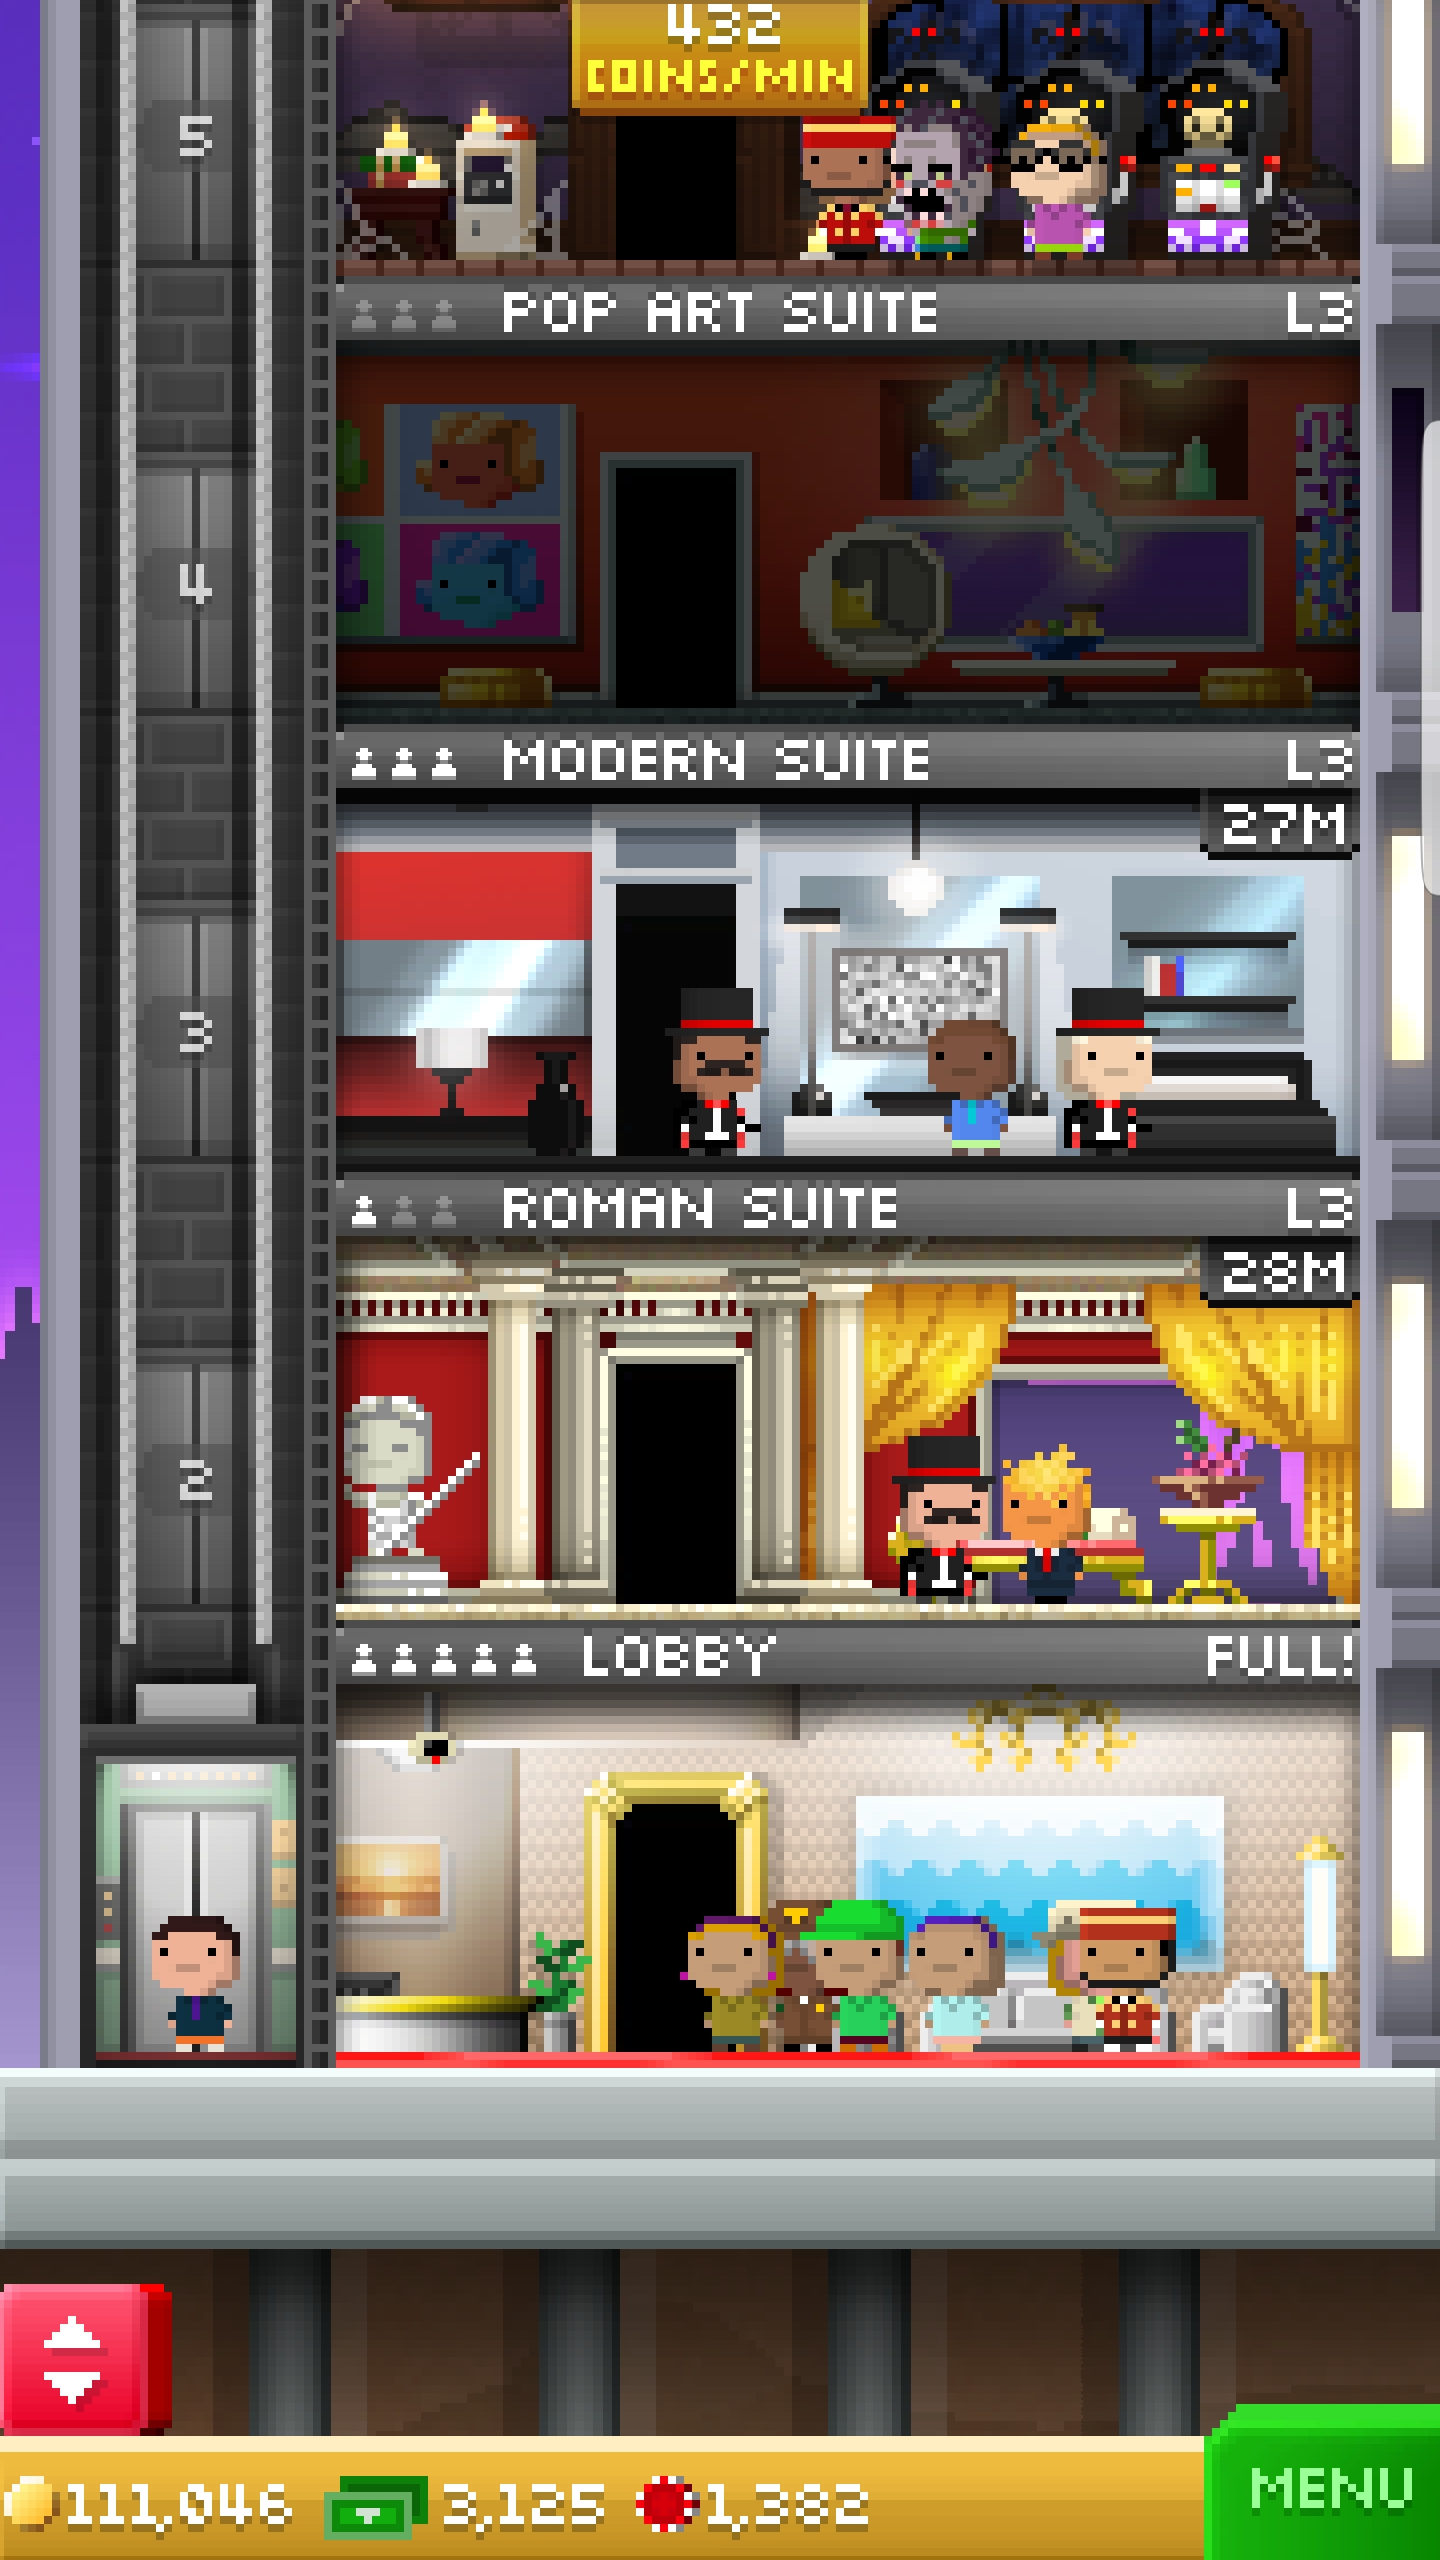 432
COINS/MIN
5
POP ART SUITE L3
4
MODERN SUITE L3
27M
3
ROMAN SUITE L3
28M
2
LOBBY FULL!
111,046 3,125 1,382
MENU